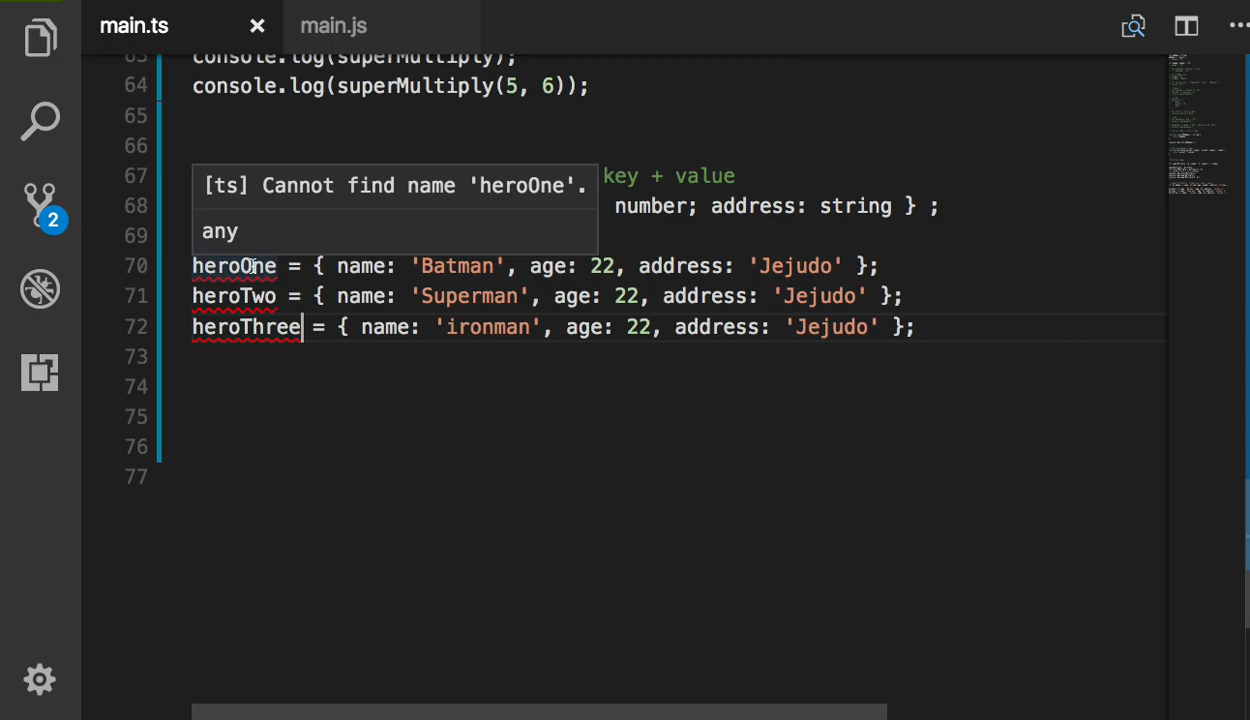 main.ts
main.js
63 console.log(superMultiply);
64 console.log(superMultiply(5, 6));
65
66
67 key + value
68 number; address: string } ;
[ts] Cannot find name 'heroOne'.
any
69
70 heroOne = { name: 'Batman', age: 22, address: 'Jejudo' };
71 heroTwo = { name: 'Superman', age: 22, address: 'Jejudo' };
72 heroThree = { name: 'ironman', age: 22, address: 'Jejudo' };
73
74
75
76
77
2